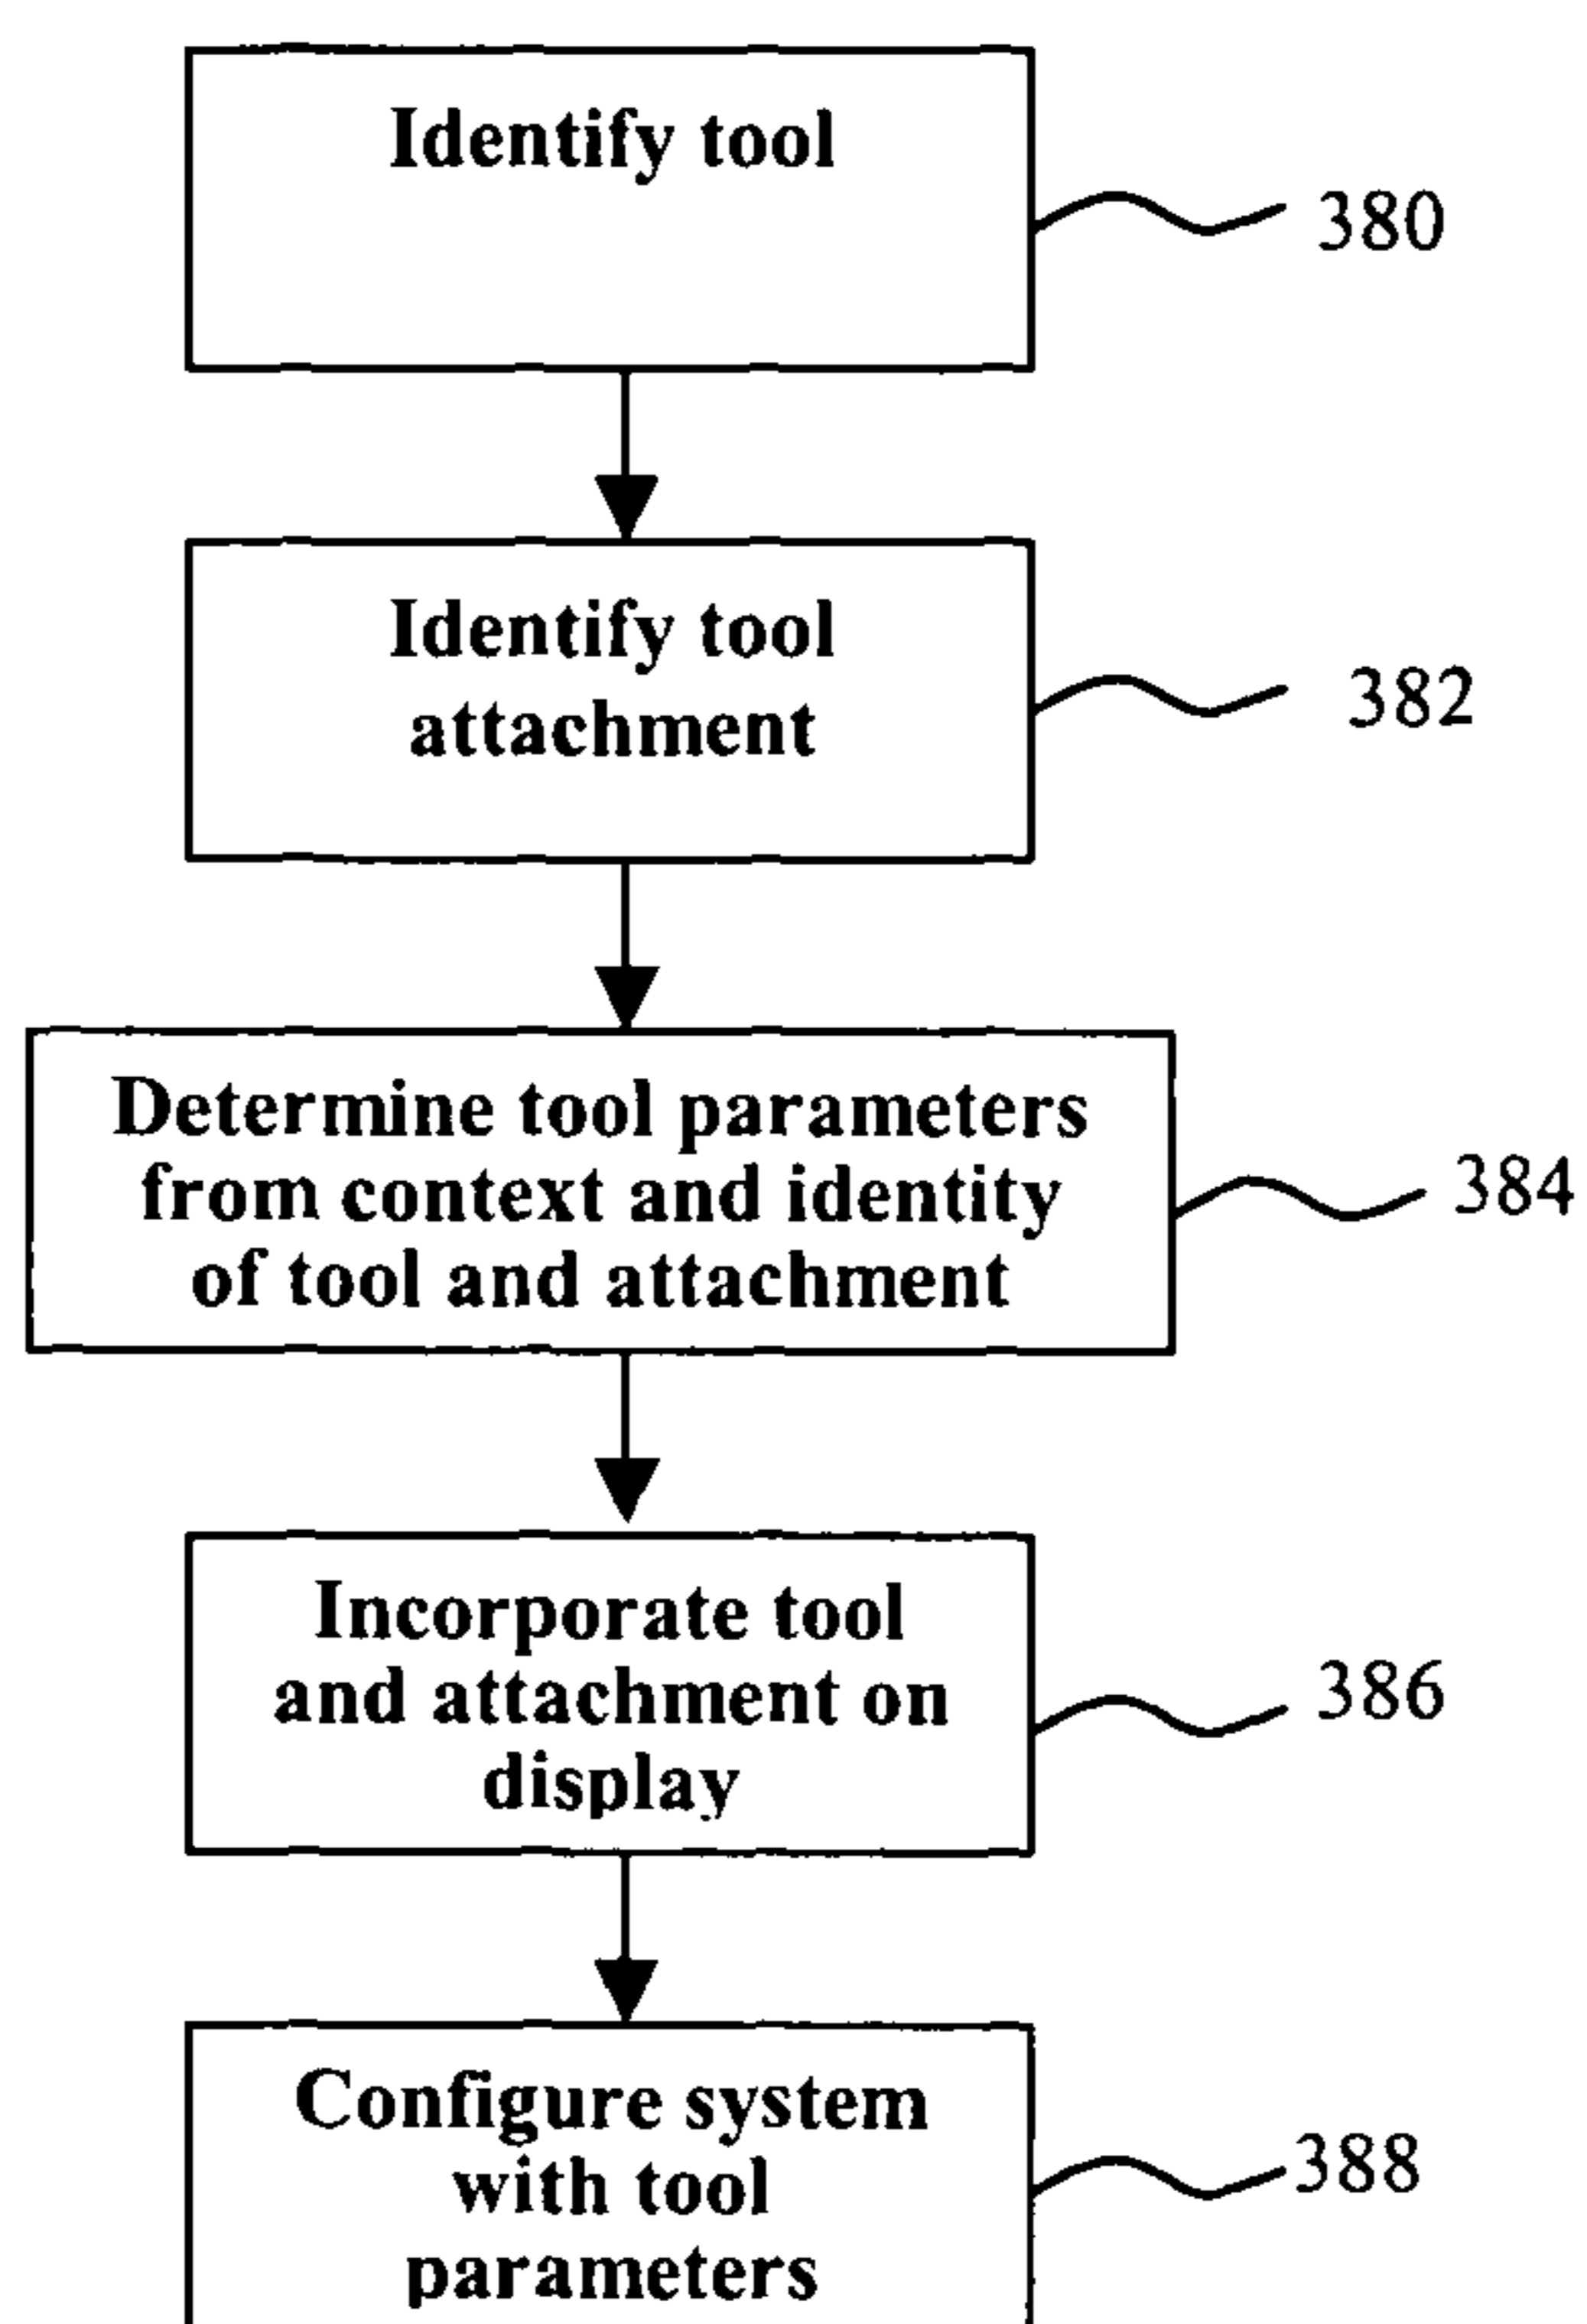 Identify tool
380
Identify tool
attachment
382
Determine tool parameters
from context and identity
of tool and attachment
384
Incorporate tool
and attachment on
display
386
Configure system
with tool
parameters
388